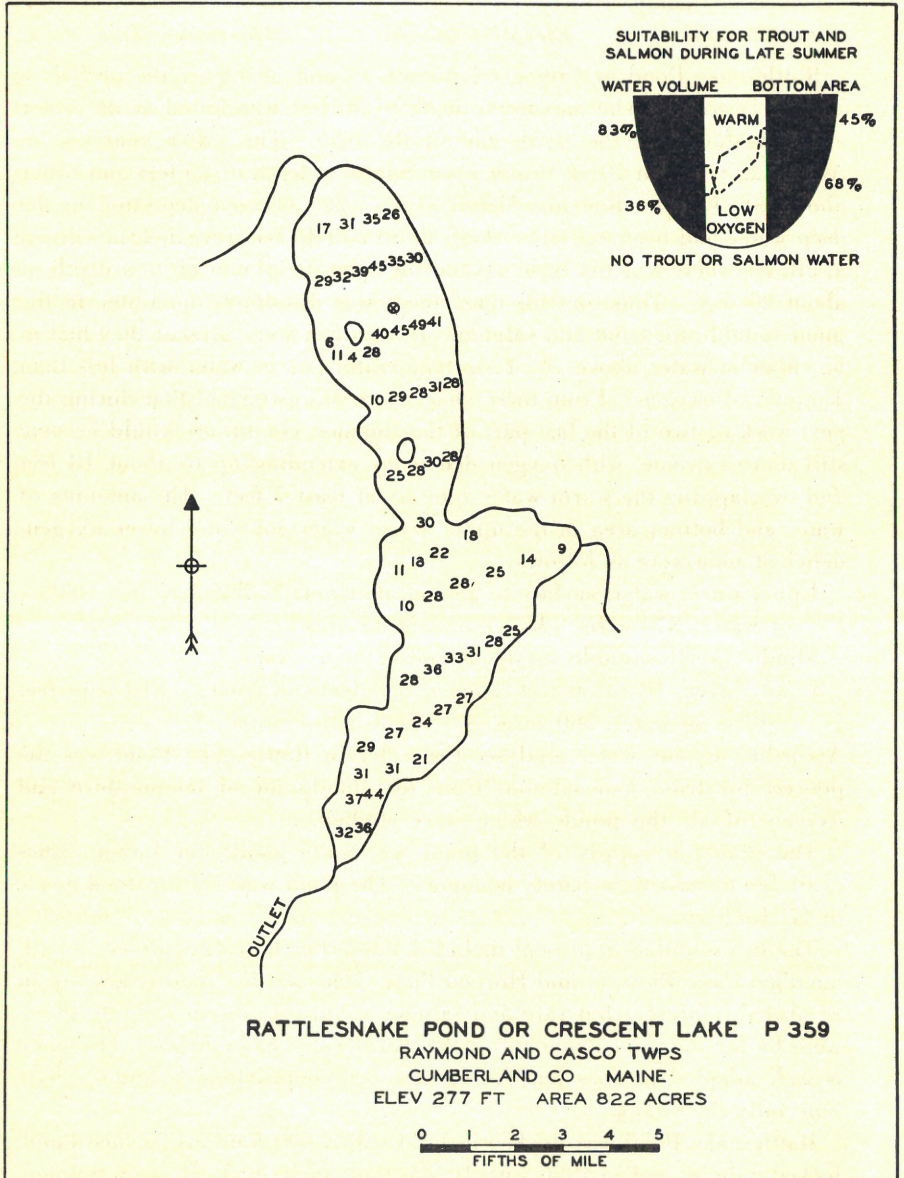 SUITABILITY FOR TROUT AND
SALMON DURING LATE SUMMER
WATER VOLUME BOTTOM AREA
WARM
83% 45%
36% 68%
LOW
OXYGEN
NO TROUT OR SALMON WATER
17 31 35 26
29 32 39 45 35 30
40 45 49 41
6 11 4 28
10 29 28 31 28
25 28 30 28
30
18
11 18 22
28 25 14 9
10 28
28 36 33 31 28 25
29 27 24 27 27
31 31 21
37 44
32 36
OUTLET
RATTLESNAKE POND OR CRESCENT LAKE P 359
RAYMOND AND CASCO TWPS
CUMBERLAND CO MAINE
ELEV 277 FT AREA 822 ACRES
0 1 2 3 4 5
FIFTHS OF MILE